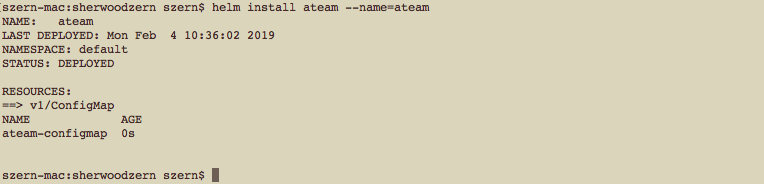 [szern-mac:sherwoodzern szern$ helm install ateam --name=ateam
NAME:   ateam
LAST DEPLOYED: Mon Feb  4 10:36:02 2019
NAMESPACE: default
STATUS: DEPLOYED
RESOURCES:
==> v1/ConfigMap
NAME             AGE
ateam-configmap  0s
szern-mac:sherwoodzern szern$